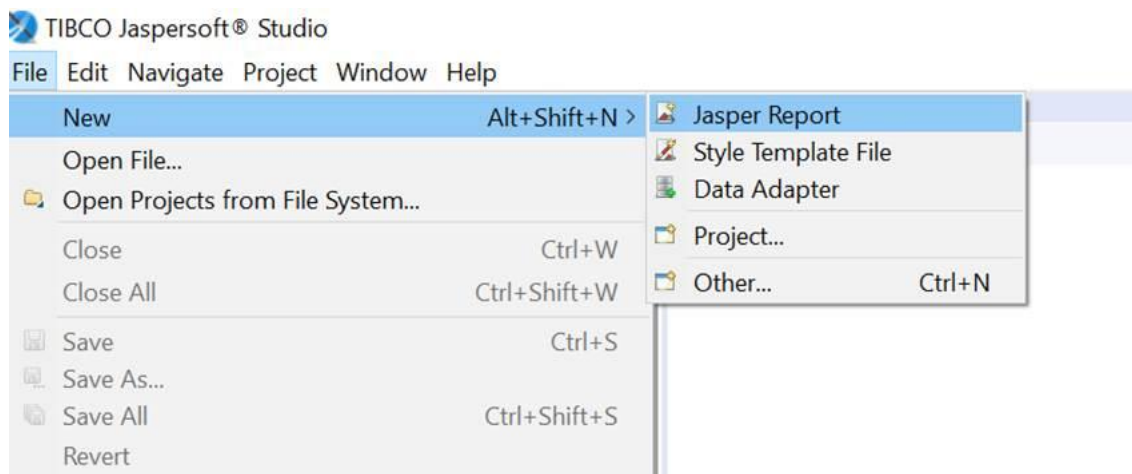 TIBCO Jaspersoft® Studio
File Edit Navigate Project Window Help
New Alt+Shift+N >
Open File...
Open Projects from File System...
Close Ctrl+W
Close All Ctrl+Shift+W
Save Ctrl+S
Save As...
Save All Ctrl+Shift+S
Revert
Jasper Report
Style Template File
Data Adapter
Project...
Other... Ctrl+N